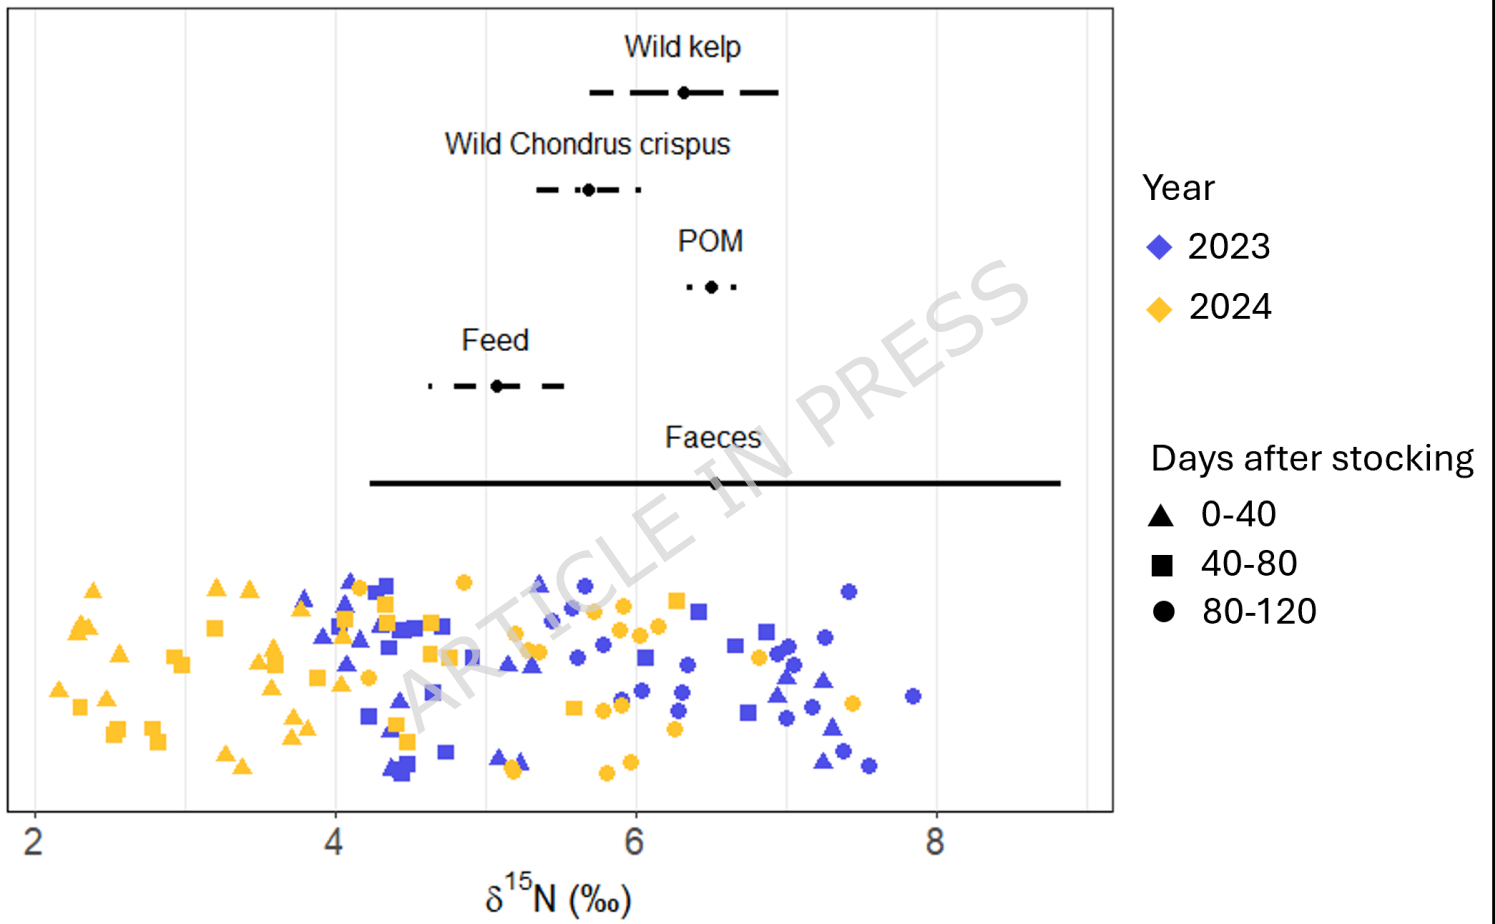 Wild kelp
Wild Chondrus crispus
POM
Feed
Faeces
ARTICLE IN PRESS
2 4 6 8
δ15N (‰)
Year
2023
2024
Days after stocking
0-40
40-80
80-120